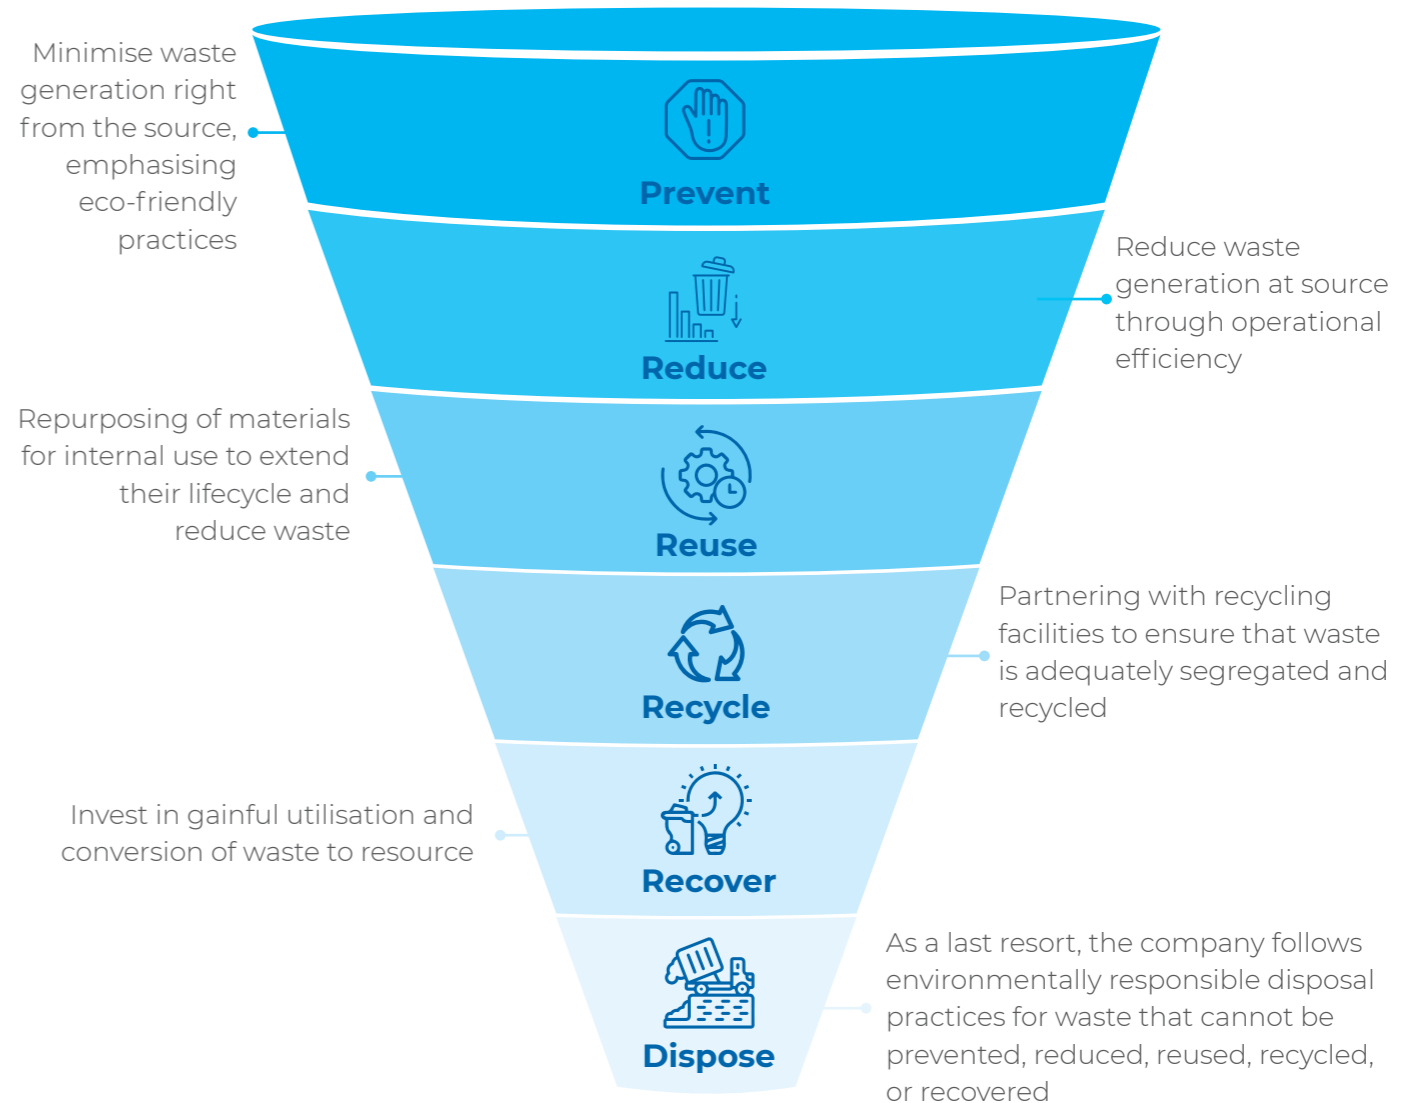 Minimise waste
generation right
from the source,
emphasising
eco-friendly
practices
Prevent
Reduce waste
generation at source
through operational
efficiency
Reduce
Repurposing of materials
for internal use to extend
their lifecycle and
reduce waste
Reuse
Partnering with recycling
facilities to ensure that waste
is adequately segregated and
recycled
Recycle
Invest in gainful utilisation and
conversion of waste to resource
Recover
As a last resort, the company follows
environmentally responsible disposal
practices for waste that cannot be
prevented, reduced, reused, recycled,
or recovered
Dispose